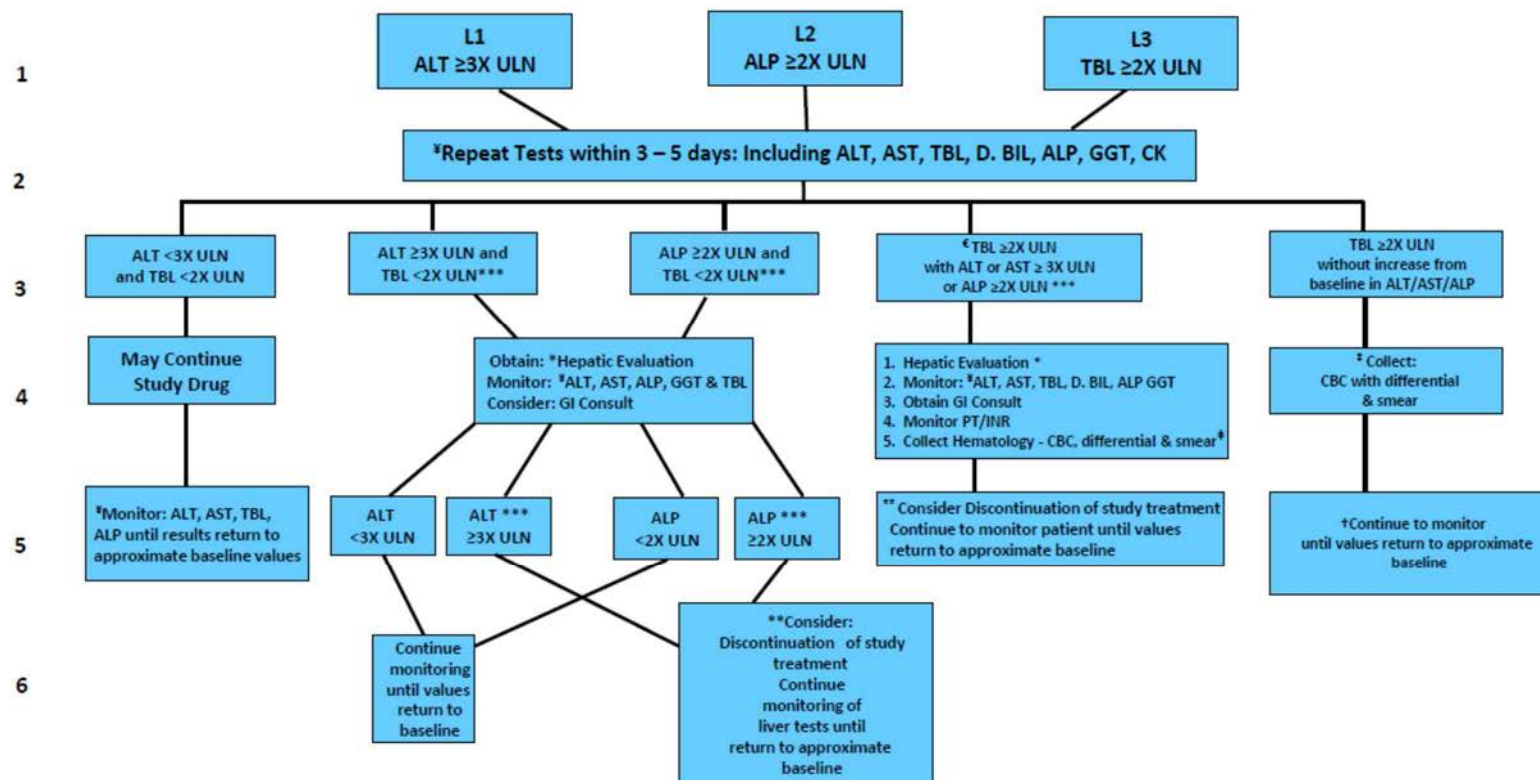 1
L1
ALT ≥3X ULN
L2
ALP ≥2X ULN
L3
TBL ≥2X ULN
2
¥Repeat Tests within 3 – 5 days: Including ALT, AST, TBL, D. BIL, ALP, GGT, CK
3
ALT <3X ULN
and TBL <2X ULN
ALT ≥3X UNL and
TBL <2X ULN***
ALP ≥2X ULN and
TBL <2X ULN***
€TBL ≥2X ULN
with ALT or AST ≥ 3X ULN
or ALP ≥2X ULN ***
TBL ≥2X ULN
without increase from
baseline in ALT/AST/ALP
4
May Continue
Study Drug
Obtain: *Hepatic Evaluation
Monitor: ¥ALT, AST, ALP, GGT & TBL
Consider: GI Consult
1. Hepatic Evaluation *
2. Monitor: ¥ALT, AST, TBL, D. BIL, ALP GGT
3. Obtain GI Consult
4. Monitor PT/INR
5. Collect Hematology - CBC, differential & smear‡
‡ Collect:
CBC with differential
& smear
5
¥Monitor: ALT, AST, TBL,
ALP until results return to
approximate baseline values
ALT
<3X ULN
ALT ***
≥3X ULN
ALP
<2X ULN
ALP ***
≥2X ULN
** Consider Discontinuation of study treatment
Continue to monitor patient until values
return to approximate baseline
†Continue to monitor
until values return to approximate
baseline
6
Continue
monitoring
until values
return to
baseline
**Consider:
Discontinuation of study
treatment
Continue
monitoring of
liver tests until
return to approximate
baseline